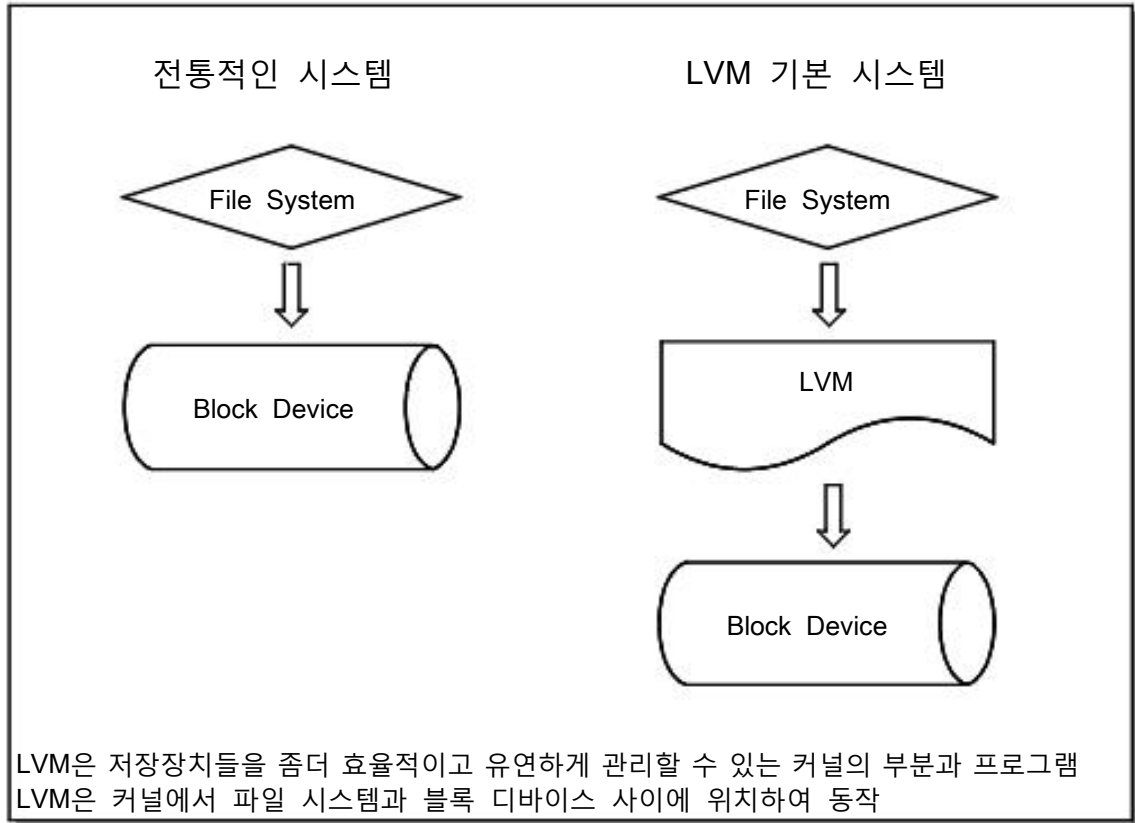 전통적인 시스템
LVM 기본 시스템
File System
File System
Block Device
LVM
Block Device
LVM은 저장장치들을 좀더 효율적이고 유연하게 관리할 수 있는 커널의 부분과 프로그램
LVM은 커널에서 파일 시스템과 블록 디바이스 사이에 위치하여 동작